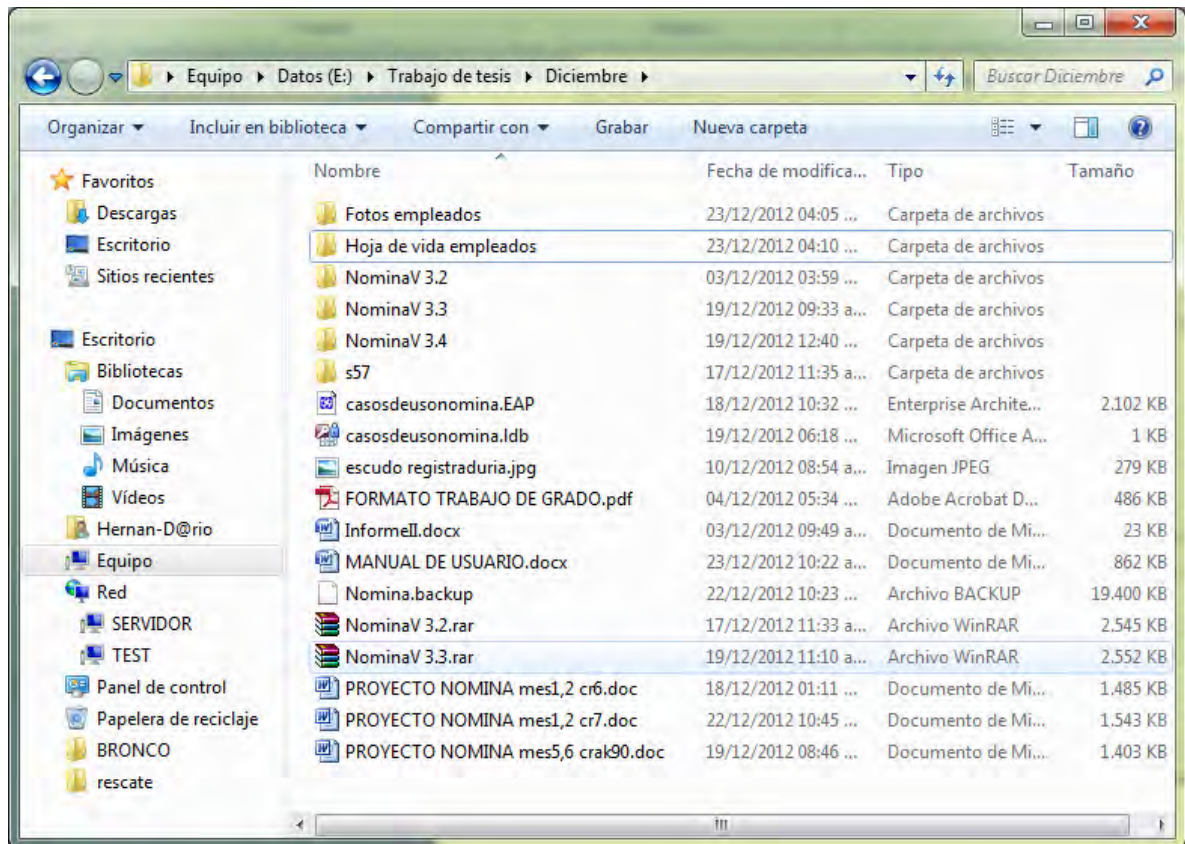 Equipo Datos (E:) Trabajo de tesis Diciembre Buscar Diciembre
Organizar Incluir en biblioteca Compartir con Grabar Nueva carpeta
Favoritos
Descargas
Escritorio
Sitios recientes
Escritorio
Bibliotecas
Documentos
Imágenes
Música
Vídeos
Hernan-D@rio
Equipo
Red
SERVIDOR
TEST
Panel de control
Papelera de reciclaje
BRONCO
rescate
Nombre Fecha de modifica... Tipo Tamaño
Fotos empleados 23/12/2012 04:05 ... Carpeta de archivos
Hoja de vida empleados 23/12/2012 04:10 ... Carpeta de archivos
NominaV 3.2 03/12/2012 03:59 ... Carpeta de archivos
NominaV 3.3 19/12/2012 09:33 a... Carpeta de archivos
NominaV 3.4 19/12/2012 12:40 ... Carpeta de archivos
s57 17/12/2012 11:35 a... Carpeta de archivos
casosdeusonomina.EAP 18/12/2012 10:32 ... Enterprise Archite... 2.102 KB
casosdeusonomina.ldb 19/12/2012 06:18 ... Microsoft Office A... 1 KB
escudo registraduria.jpg 10/12/2012 08:54 a... Imagen JPEG 279 KB
FORMATO TRABAJO DE GRADO.pdf 04/12/2012 05:34 ... Adobe Acrobat D... 486 KB
InformeII.docx 03/12/2012 09:49 a... Documento de Mi... 23 KB
MANUAL DE USUARIO.docx 23/12/2012 10:22 a... Documento de Mi... 862 KB
Nomina.backup 22/12/2012 10:23 ... Archivo BACKUP 19.400 KB
NominaV 3.2.rar 17/12/2012 11:33 a... Archivo WinRAR 2.545 KB
NominaV 3.3.rar 19/12/2012 11:10 a... Archivo WinRAR 2.552 KB
PROYECTO NOMINA mes1,2 cr6.doc 18/12/2012 01:11 ... Documento de Mi... 1.485 KB
PROYECTO NOMINA mes1,2 cr7.doc 22/12/2012 10:45 ... Documento de Mi... 1.543 KB
PROYECTO NOMINA mes5,6 crak90.doc 19/12/2012 08:46 ... Documento de Mi... 1.403 KB